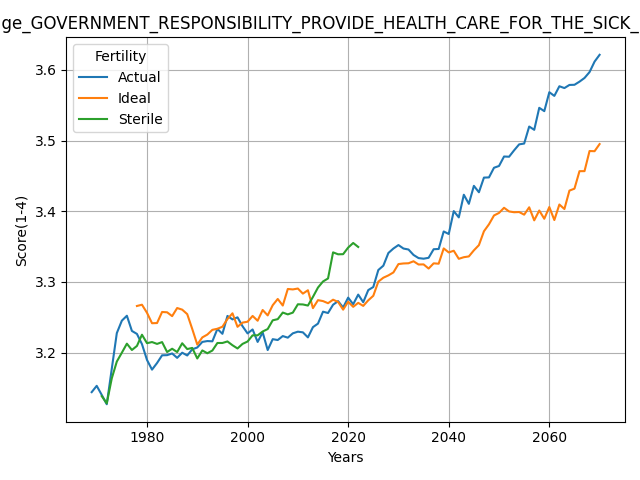 ge_GOVERNMENT_RESPONSIBILITY_PROVIDE_HEALTH_CARE_FOR_THE_SICK_
Fertility
Actual
Ideal
Sterile
3.6
3.5
3.4
3.3
3.2
Score(1-4)
1980 2000 2020 2040 2060
Years